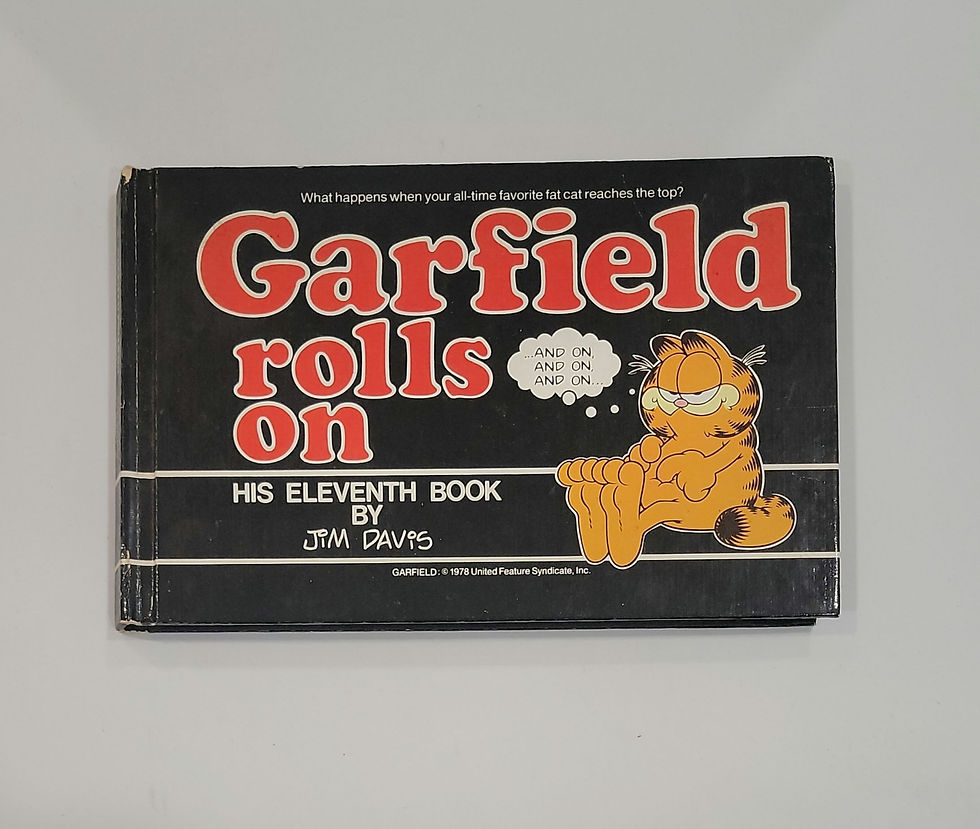 What happens when your all-time favorite fat cat reaches the top?
Garfield
rolls
on
...AND ON,
AND ON,
AND ON...
HIS ELEVENTH BOOK
BY
JIM DAVIS
GARFIELD: © 1978 United Feature Syndicate, Inc.